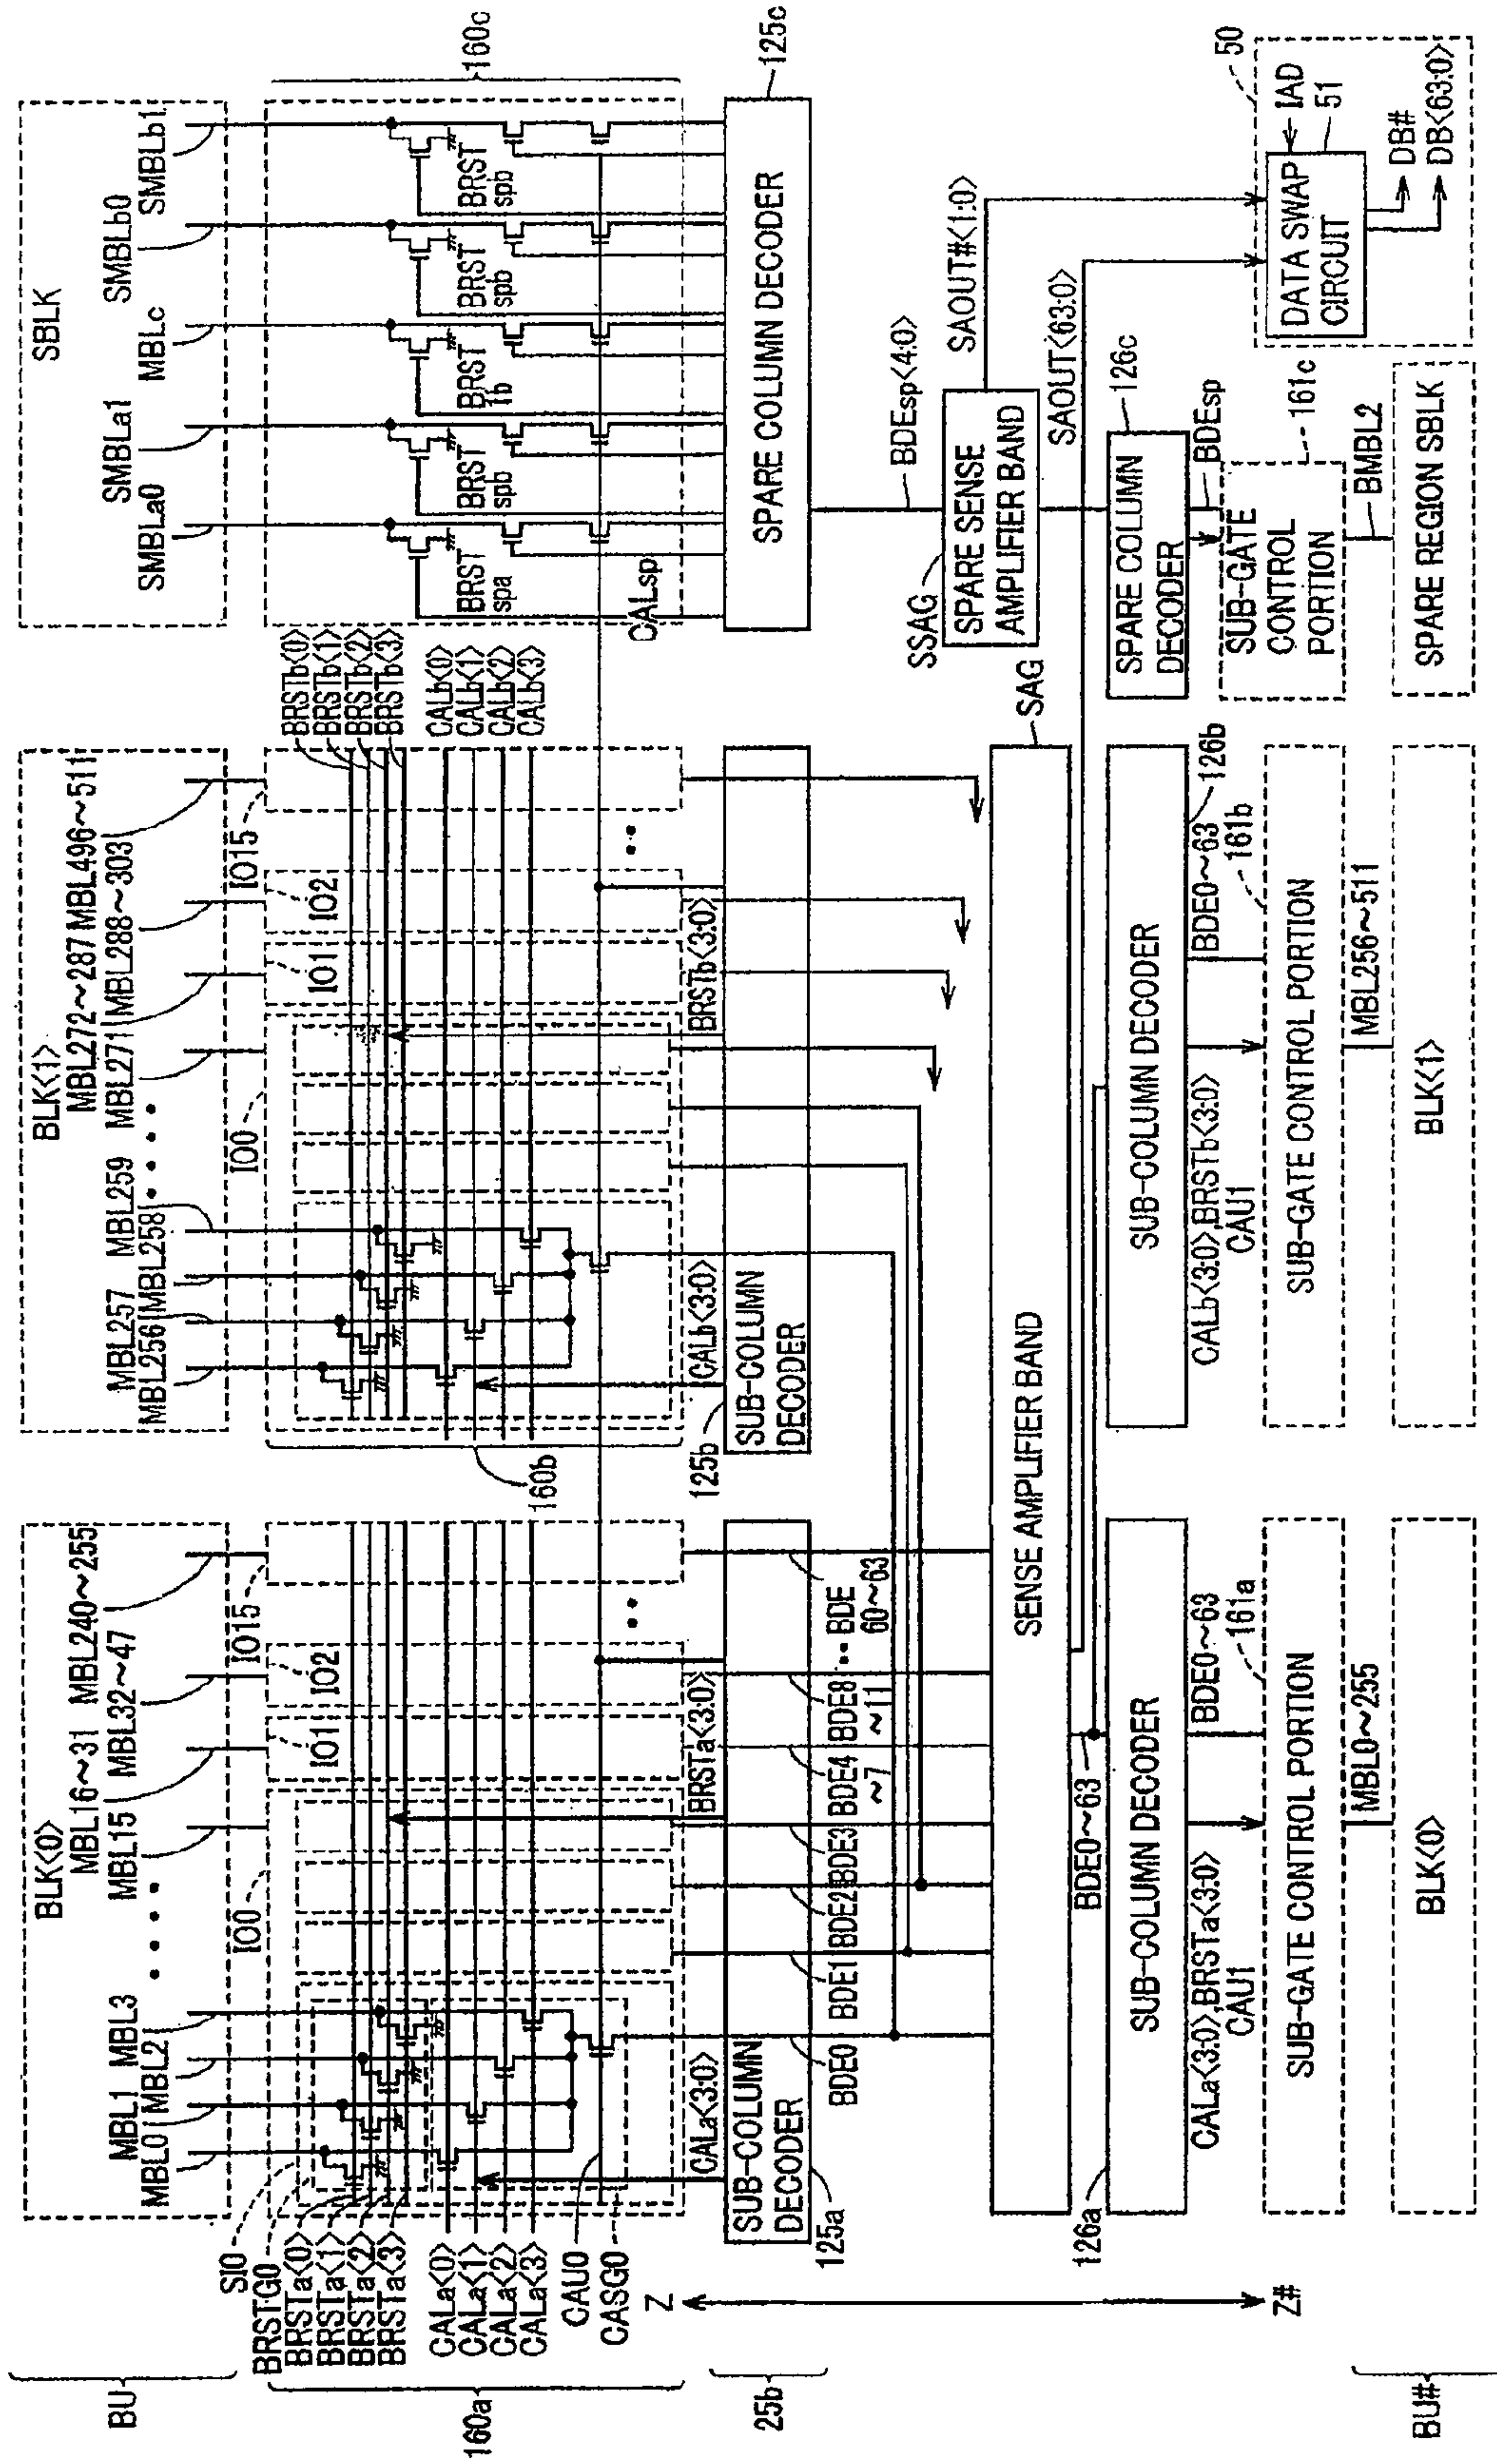 BU
BLK<0>
MBL1 MBL3
MBL0 MBL2
MBL15
MBL16~31
MBL32~47
MBL240~255
BLK<1>
MBL257 MBL259
MBL256 MBL258
MBL271
MBL272~287
MBL288~303
MBL496~511
SBLK
SMBLa0
SMBLa1
MBLc
SMBLb0
SMBLb1
160a
SI0
BRSTG0
BRSTa<0>
BRSTa<1>
BRSTa<2>
BRSTa<3>
CALa<0>
CALa<1>
CALa<2>
CALa<3>
CAU0
CASG0
IO0
IO1
IO2
IO15
160b
IO0
IO1
IO2
IO15
BRSTb<0>
BRSTb<1>
BRSTb<2>
BRSTb<3>
CALb<0>
CALb<1>
CALb<2>
CALb<3>
CALsp
BRST
spa
BRST
spb
BRST
1b
BRST
spb
BRST
spb
160c
25b
Z
CALa<3:0>
BRSTa<3:0>
SUB-COLUMN
DECODER
125a
CALb<3:0>
BRSTb<3:0>
SUB-COLUMN
DECODER
125b
SPARE COLUMN DECODER
125c
BDE0
BDE1
BDE2
BDE3
BDE4
~7
BDE8
~11
BDE
60~63
BDEsp<4:0>
SENSE AMPLIFIER BAND
SAG
SSAG
SPARE SENSE
AMPLIFIER BAND
SAOUT#<1:0>
SAOUT<63:0>
BDE0~63
126a
SUB-COLUMN DECODER
SUB-COLUMN DECODER
126b
SPARE COLUMN
DECODER
126c
Z#
CALa<3:0>,BRSTa<3:0>
CAU1
BDE0~63
161a
CALb<3:0>,BRSTb<3:0>
CAU1
BDE0~63
161b
BDEsp
161c
SUB-GATE CONTROL PORTION
SUB-GATE CONTROL PORTION
SUB-GATE
CONTROL
PORTION
MBL0~255
MBL256~511
BMBL2
BU#
BLK<0>
BLK<1>
SPARE REGION SBLK
50
IAD
51
DATA SWAP
CIRCUIT
DB#
DB<63:0>